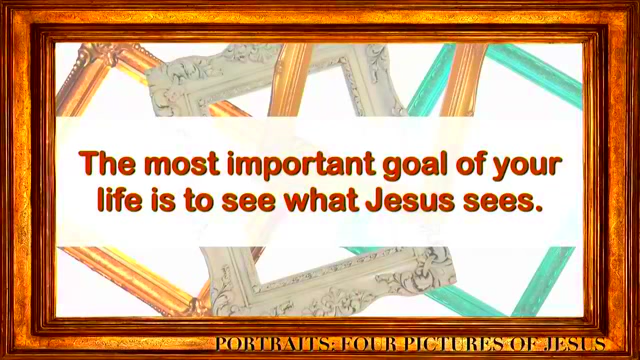 The most important goal of your
life is to see what Jesus sees.
PORTRAITS: FOUR PICTURES OF JESUS